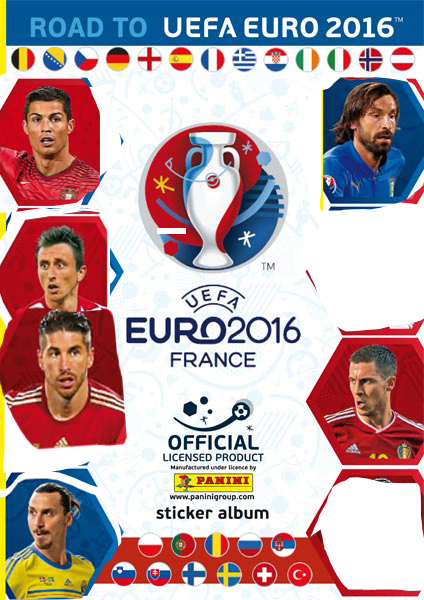 ROAD TO UEFA EURO 2016™
TM
UEFA
EURO2016
FRANCE
OFFICIAL
LICENSED PRODUCT
Manufactured under licence by
PANINI
www.paninigroup.com
sticker album